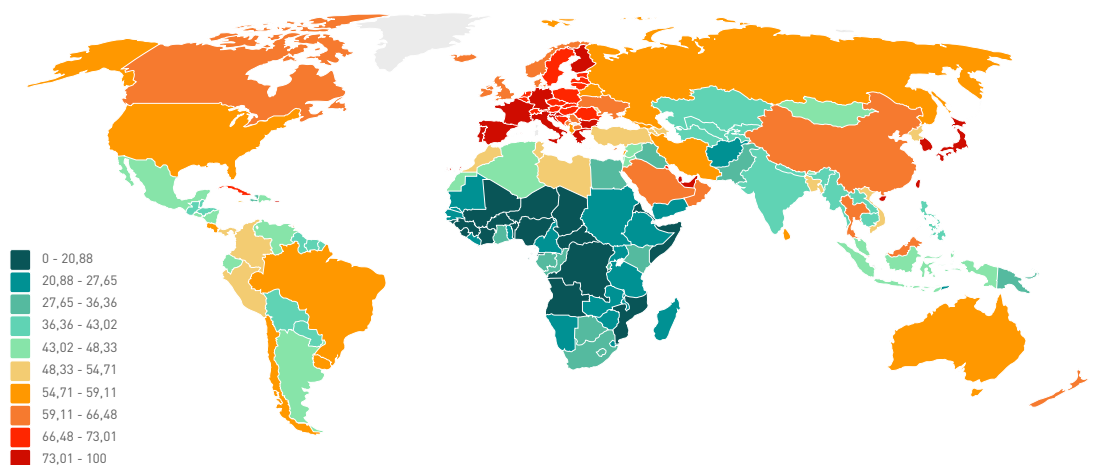 0 - 20,88
20,88 - 27,65
27,65 - 36,36
36,36 - 43,02
43,02 - 48,33
48,33 - 54,71
54,71 - 59,11
59,11 - 66,48
66,48 - 73,01
73,01 - 100